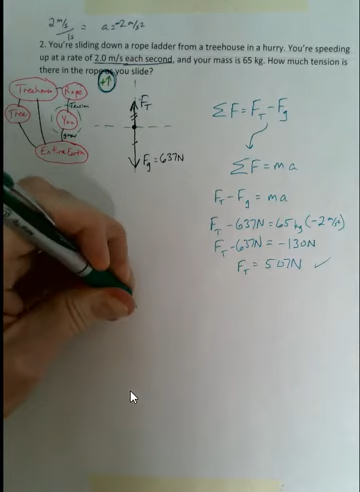 2 m/s / 1s = a = -2 m/s²
2. You're sliding down a rope ladder from a treehouse in a hurry. You're speeding
up at a rate of 2.0 m/s each second, and your mass is 65 kg. How much tension is
there in the rope as you slide?
+↑
Treehouse
Rope
Tension
Tree
You
grav
Entire Earth
F_T
F_g = 637N
ΣF = F_T - F_g
ΣF = ma
F_T - F_g = ma
F_T - 637N = 65 kg (-2 m/s²)
F_T - 637N = -130N
F_T = 507N ✓